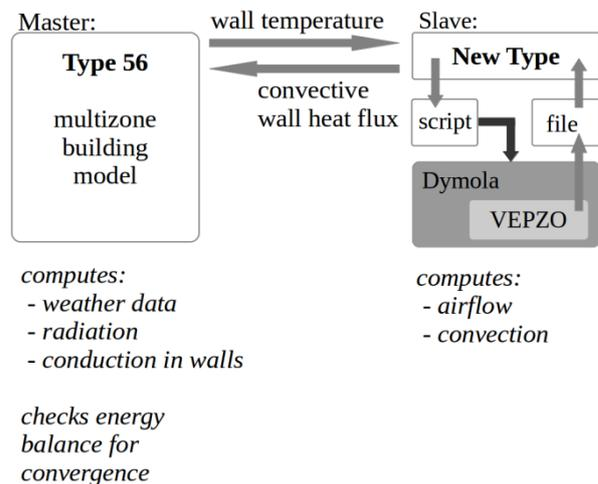 Master:
Type 56
multizone
building
model
wall temperature
convective
wall heat flux
Slave:
New Type
script
file
Dymola
VEPZO
computes:
- weather data
- radiation
- conduction in walls
checks energy
balance for
convergence
computes:
- airflow
- convection